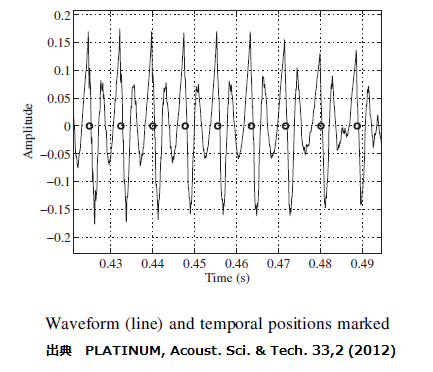 0.2
0.15
0.1
0.05
0
−0.05
−0.1
−0.15
−0.2
Amplitude
0.43 0.44 0.45 0.46 0.47 0.48 0.49
Time (s)
Waveform (line) and temporal positions marked
出典 PLATINUM, Acoust. Sci. & Tech. 33,2 (2012)